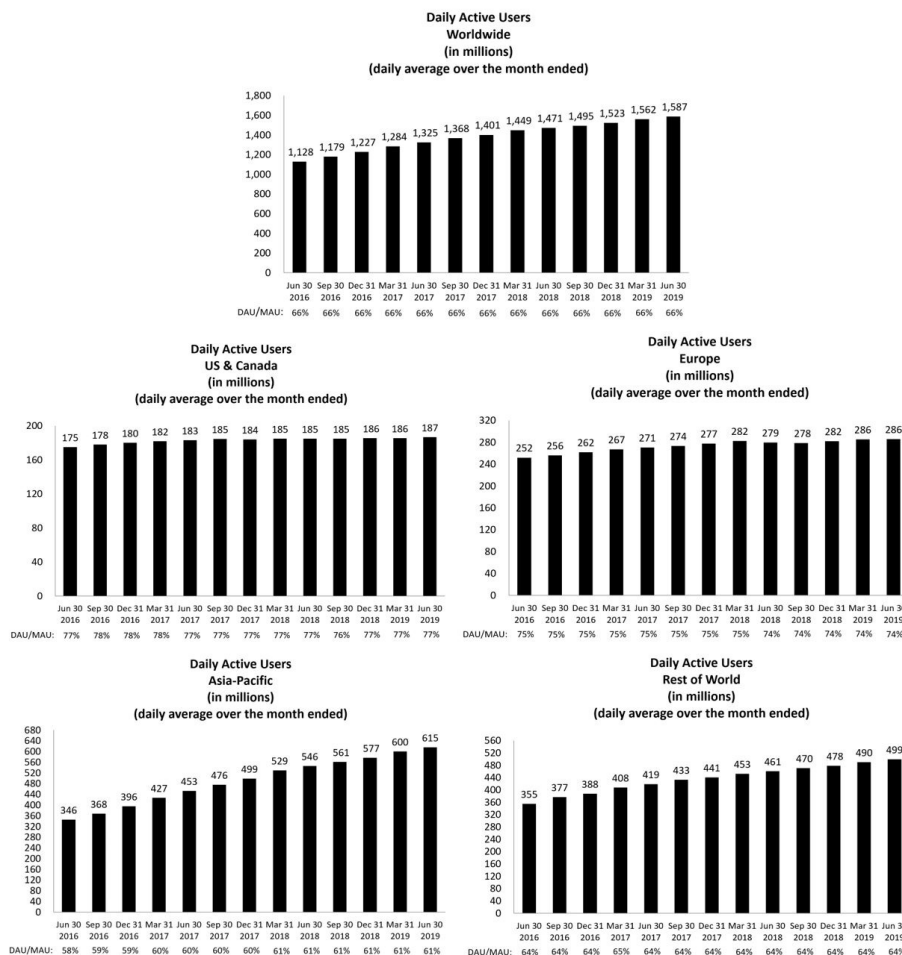 Daily Active Users
Worldwide
(in millions)
(daily average over the month ended)
1,800
1,600
1,400
1,200
1,000
800
600
400
200
0
1,128 1,179 1,227 1,284 1,325 1,368 1,401 1,449 1,471 1,495 1,523 1,562 1,587
Jun 30 Sep 30 Dec 31 Mar 31 Jun 30 Sep 30 Dec 31 Mar 31 Jun 30 Sep 30 Dec 31 Mar 31 Jun 30
2016 2016 2016 2017 2017 2017 2017 2018 2018 2018 2018 2019 2019
DAU/MAU: 66% 66% 66% 66% 66% 66% 66% 66% 66% 66% 66% 66% 66%
Daily Active Users
US & Canada
(in millions)
(daily average over the month ended)
200
160
120
80
40
0
175 178 180 182 183 185 184 185 185 185 186 186 187
Jun 30 Sep 30 Dec 31 Mar 31 Jun 30 Sep 30 Dec 31 Mar 31 Jun 30 Sep 30 Dec 31 Mar 31 Jun 30
2016 2016 2016 2017 2017 2017 2017 2018 2018 2018 2018 2019 2019
DAU/MAU: 77% 78% 78% 78% 77% 77% 77% 77% 77% 76% 77% 77% 77%
Daily Active Users
Europe
(in millions)
(daily average over the month ended)
320
280
240
200
160
120
80
40
0
252 256 262 267 271 274 277 282 279 278 282 286 286
Jun 30 Sep 30 Dec 31 Mar 31 Jun 30 Sep 30 Dec 31 Mar 31 Jun 30 Sep 30 Dec 31 Mar 31 Jun 30
2016 2016 2016 2017 2017 2017 2017 2018 2018 2018 2018 2019 2019
DAU/MAU: 75% 75% 75% 75% 75% 75% 75% 75% 74% 74% 74% 74% 74%
Daily Active Users
Asia-Pacific
(in millions)
(daily average over the month ended)
680
640
600
560
520
480
440
400
360
320
280
240
200
160
120
80
40
0
346 368 396 427 453 476 499 529 546 561 577 600 615
Jun 30 Sep 30 Dec 31 Mar 31 Jun 30 Sep 30 Dec 31 Mar 31 Jun 30 Sep 30 Dec 31 Mar 31 Jun 30
2016 2016 2016 2017 2017 2017 2017 2018 2018 2018 2018 2019 2019
DAU/MAU: 58% 59% 59% 60% 60% 60% 60% 61% 61% 61% 61% 61% 61%
Daily Active Users
Rest of World
(in millions)
(daily average over the month ended)
560
520
480
440
400
360
320
280
240
200
160
120
80
40
0
355 377 388 408 419 433 441 453 461 470 478 490 499
Jun 30 Sep 30 Dec 31 Mar 31 Jun 30 Sep 30 Dec 31 Mar 31 Jun 30 Sep 30 Dec 31 Mar 31 Jun 30
2016 2016 2016 2017 2017 2017 2017 2018 2018 2018 2018 2019 2019
DAU/MAU: 64% 64% 64% 65% 64% 64% 64% 64% 64% 64% 64% 64% 64%